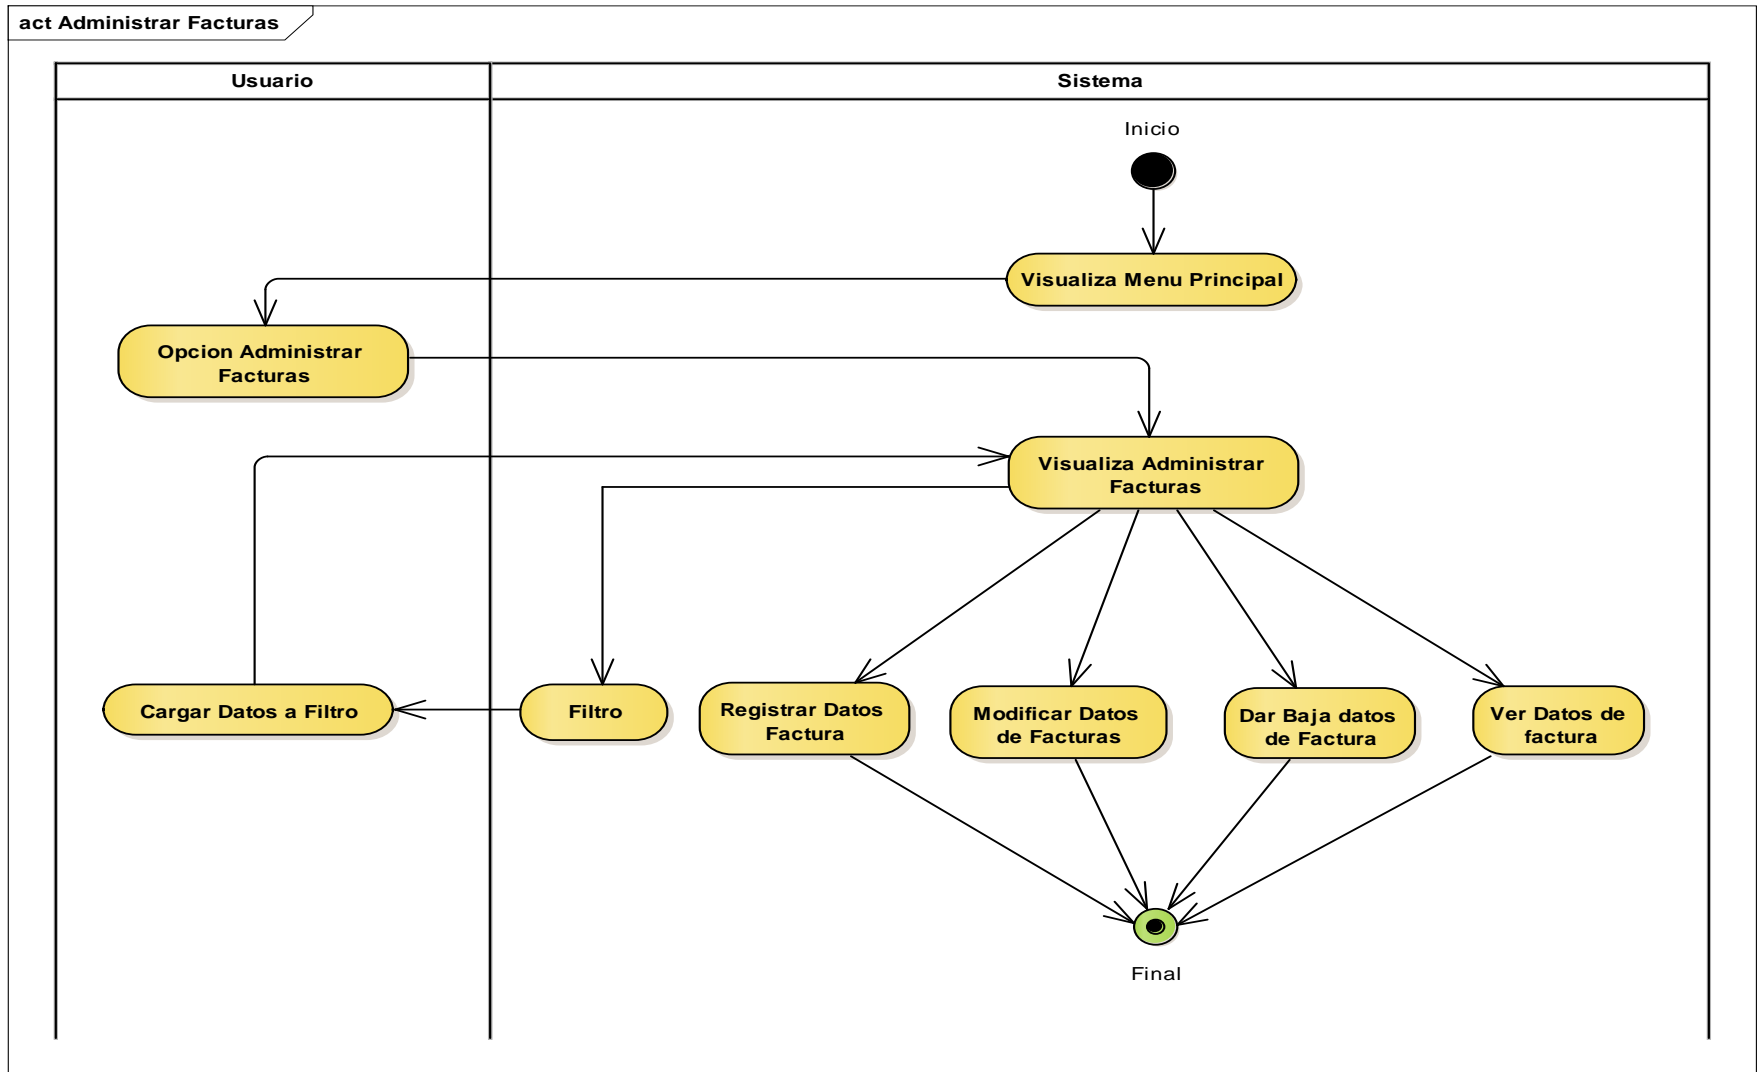 act Administrar Facturas
Usuario
Sistema
Inicio
Visualiza Menu Principal
Opcion Administrar
Facturas
Visualiza Administrar
Facturas
Cargar Datos a Filtro
Filtro
Registrar Datos
Factura
Modificar Datos
de Facturas
Dar Baja datos
de Factura
Ver Datos de
factura
Final